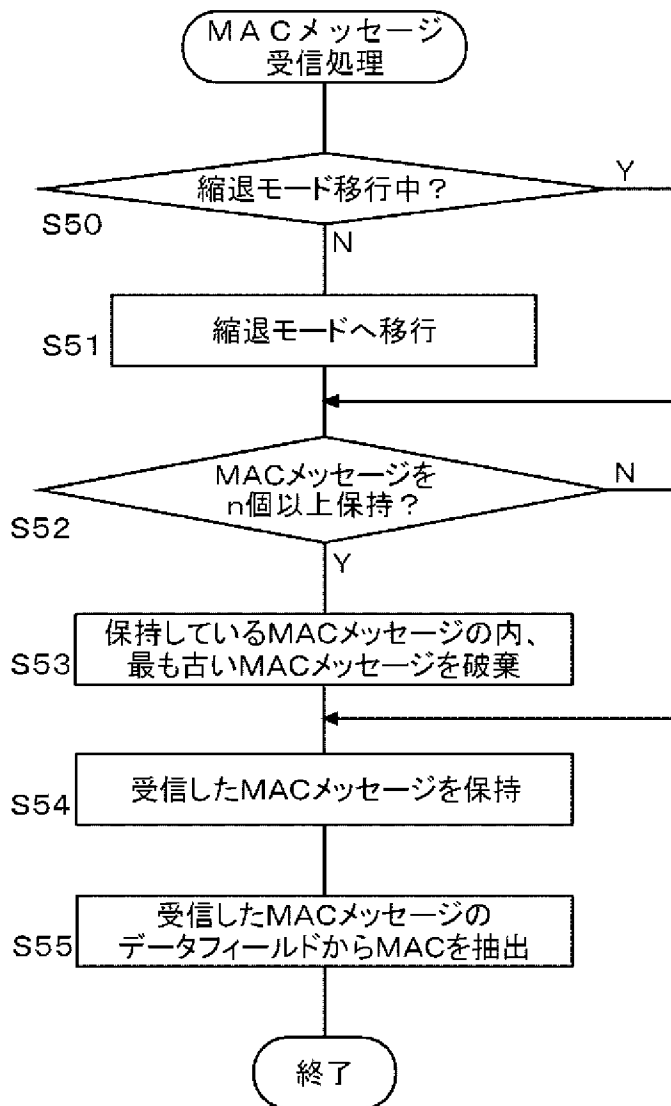 ＭＡＣメッセージ
受信処理
縮退モード移行中？
Y
S50
N
縮退モードへ移行
S51
MACメッセージを
n個以上保持？
N
S52
Y
保持しているMACメッセージの内、
最も古いMACメッセージを破棄
S53
受信したMACメッセージを保持
S54
受信したMACメッセージの
データフィールドからMACを抽出
S55
終了